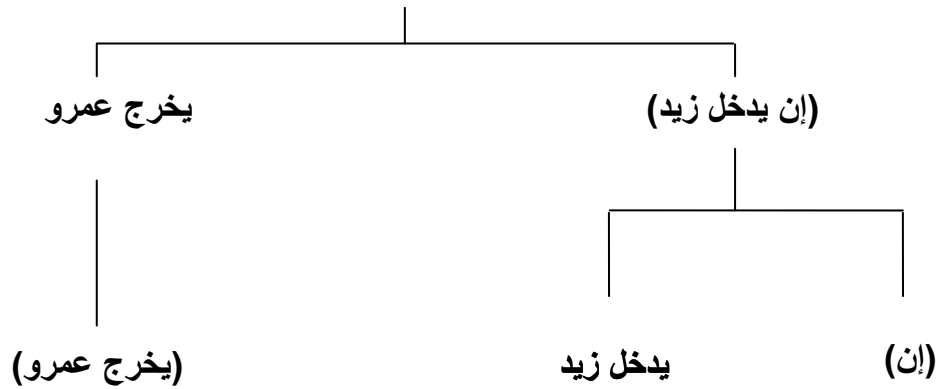 (إن يدخل زيد) يخرج عمرو
(إن) يدخل زيد (يخرج عمرو)